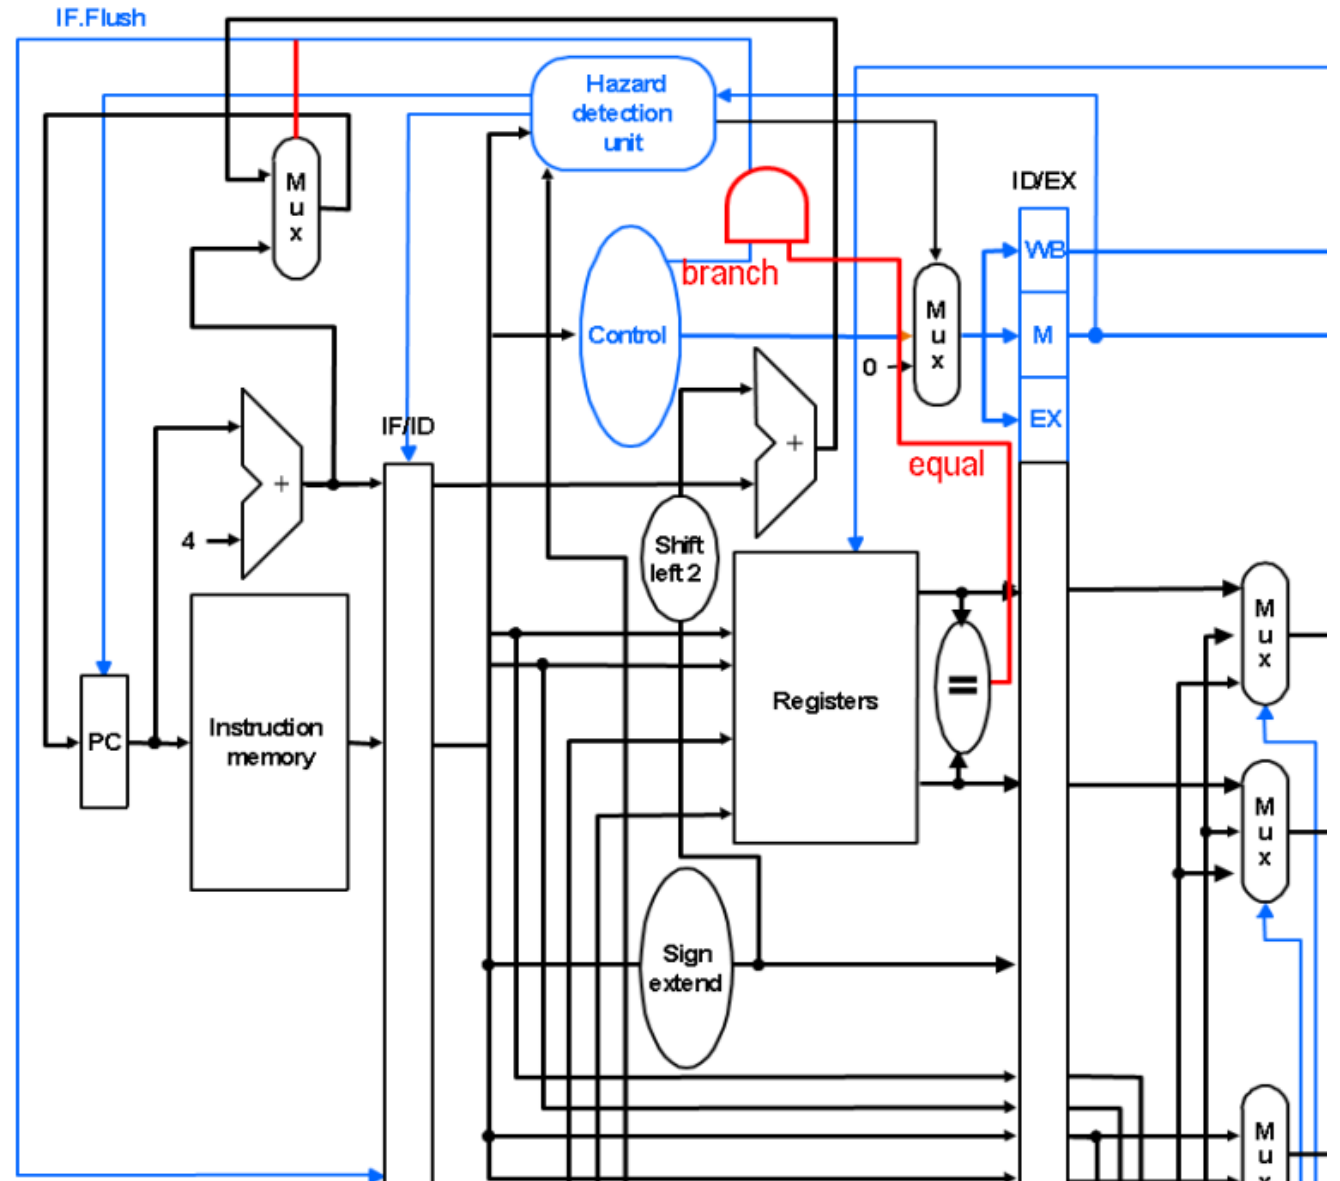 IF.Flush
Hazard
detection
unit
M
u
x
ID/EX
WB
branch
Control
M
u
x
M
0
EX
IF/ID
equal
+
+
4
Shift
left 2
M
u
x
=
Registers
PC
Instruction
memory
M
u
x
Sign
extend
M
u
x